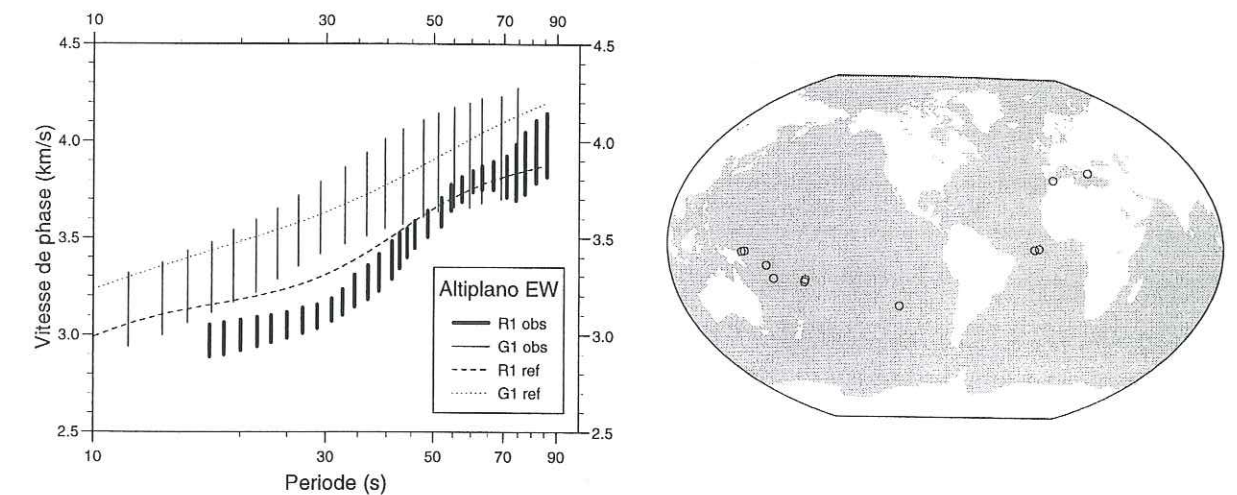 10 30 50 70 90
4.5 4.5
4.0 4.0
3.5 3.5
3.0 3.0
2.5 2.5
Vitesse de phase (km/s)
Altiplano EW
R1 obs
G1 obs
R1 ref
G1 ref
10 30 50 70 90
Periode (s)